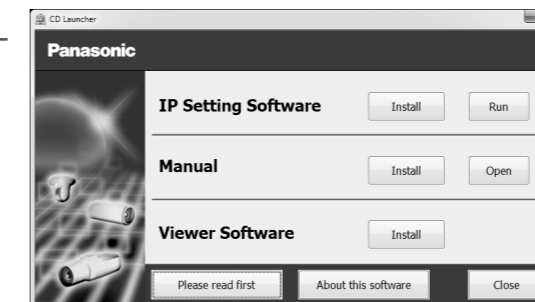 CD Launcher
Panasonic
IP Setting Software Install Run
Manual Install Open
Viewer Software Install
Please read first About this software Close